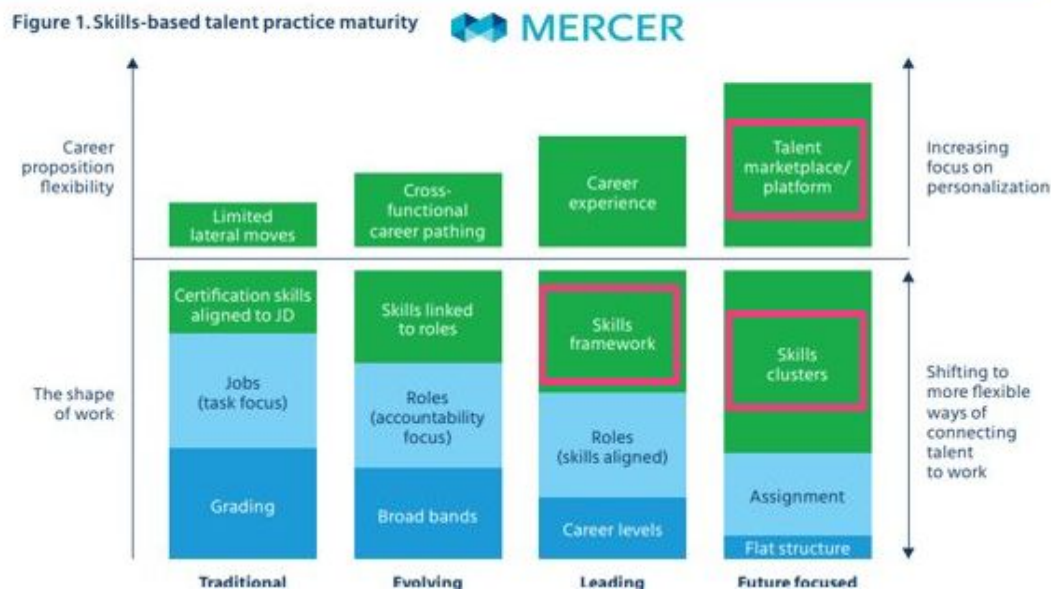 Figure 1. Skills-based talent practice maturity
MERCER
Career
proposition
flexibility
Limited
lateral moves
Cross-
functional
career pathing
Career
experience
Talent
marketplace/
platform
Increasing
focus on
personalization
The shape
of work
Certification skills
aligned to JD
Jobs
(task focus)
Grading
Skills linked
to roles
Roles
(accountability
focus)
Broad bands
Skills
framework
Roles
(skills aligned)
Career levels
Skills
clusters
Assignment
Flat structure
Shifting to
more flexible
ways of
connecting
talent
to work
Traditional
Evolving
Leading
Future focused